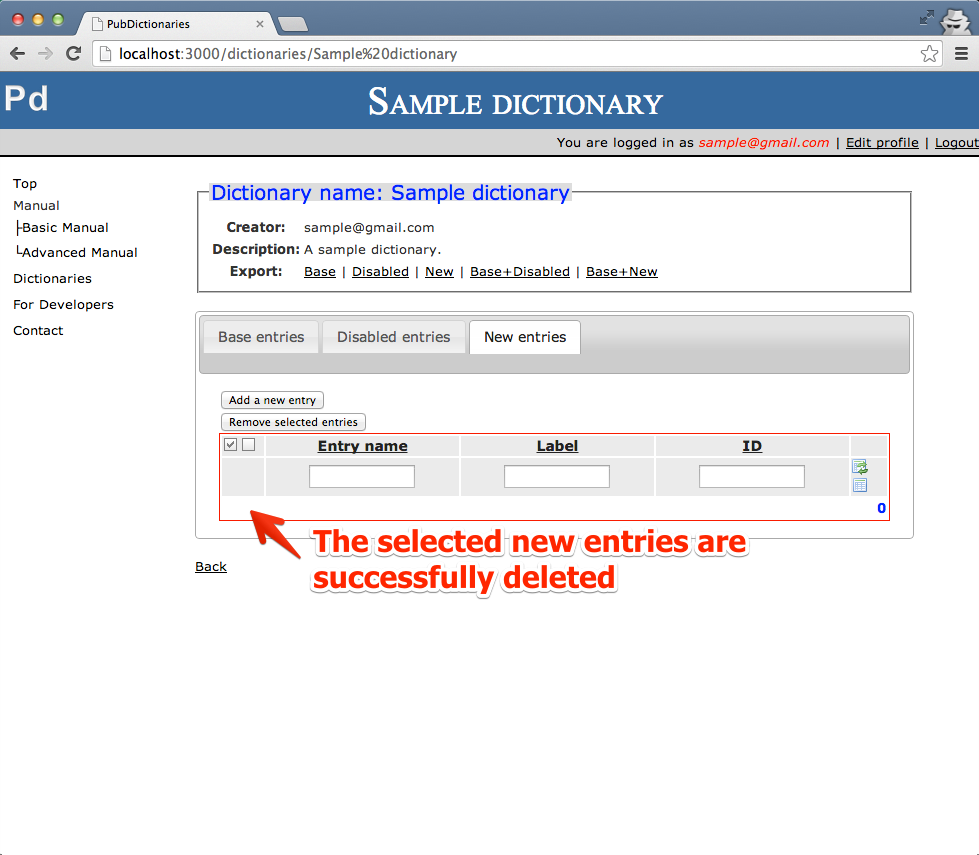 PubDictionaries
localhost:3000/dictionaries/Sample%20dictionary
Pd
SAMPLE DICTIONARY
You are logged in as sample@gmail.com | Edit profile | Logout
Top
Manual
├Basic Manual
└Advanced Manual
Dictionaries
For Developers
Contact
Dictionary name: Sample dictionary
Creator: sample@gmail.com
Description: A sample dictionary.
Export: Base | Disabled | New | Base+Disabled | Base+New
Base entries Disabled entries New entries
Add a new entry
Remove selected entries
Entry name Label ID
0
The selected new entries are
successfully deleted
Back